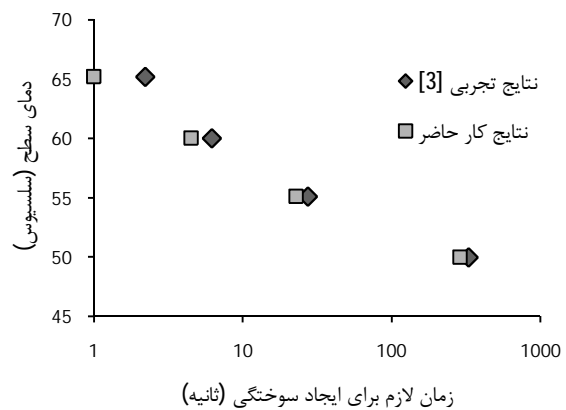 70
65
60
55
50
45
دمای سطح (سلسیوس)
نتایج تجربی [3]
نتایج کار حاضر
1 10 100 1000
زمان لازم برای ایجاد سوختگی (ثانیه)